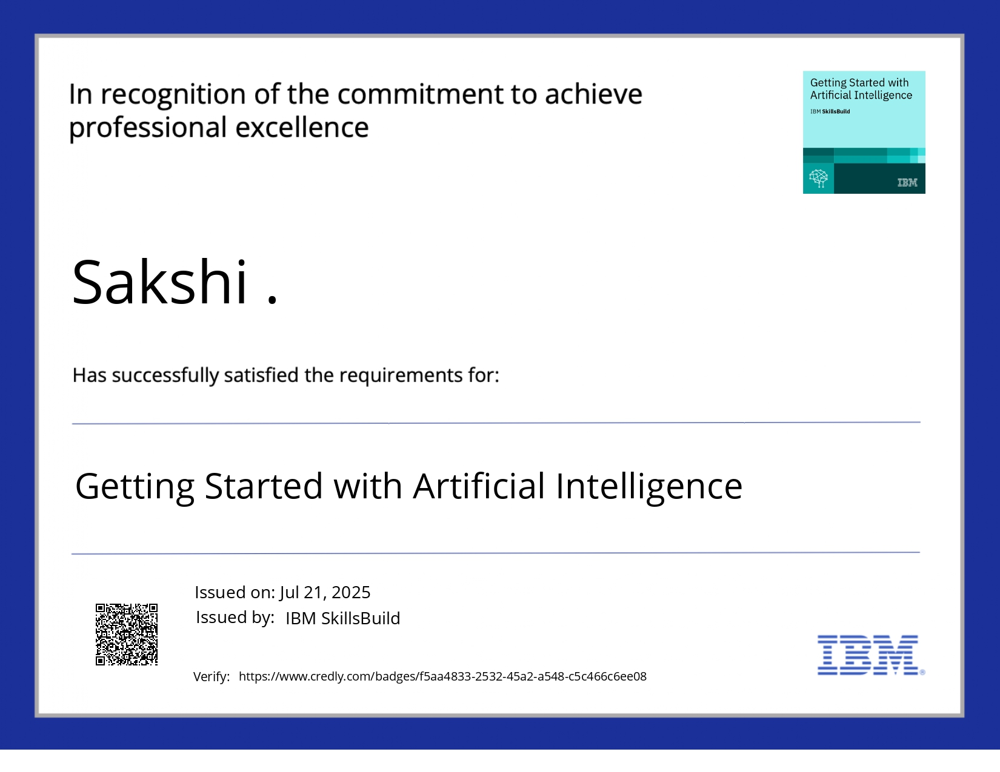 In recognition of the commitment to achieve
professional excellence
Getting Started with
Artificial Intelligence
IBM SkillsBuild
IBM
Sakshi .
Has successfully satisfied the requirements for:
Getting Started with Artificial Intelligence
Issued on: Jul 21, 2025
Issued by: IBM SkillsBuild
Verify: https://www.credly.com/badges/f5aa4833-2532-45a2-a548-c5c466c6ee08
IBM®